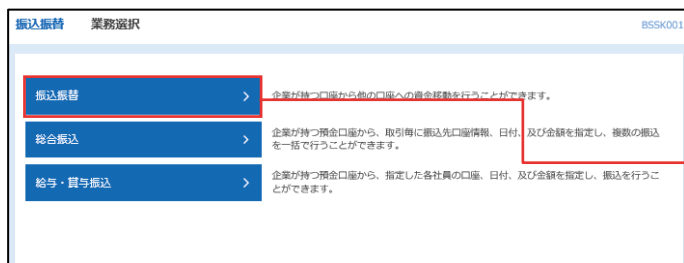 振込振替 業務選択 BSSK001
振込振替 企業が持つ口座から他の口座への資金移動を行うことができます。
総合振込 企業が持つ預金口座から、取引毎に振込先口座情報、日付、及び金額を指定し、複数の振込
を一括で行うことができます。
給与・賞与振込 企業が持つ預金口座から、指定した各社員の口座、日付、及び金額を指定し、振込を行うこ
とができます。